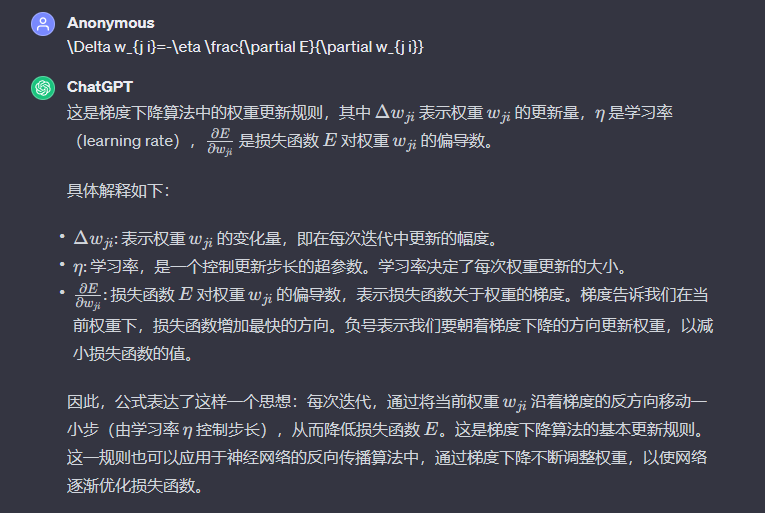 Anonymous
\Delta w_{j i}=-\eta \frac{\partial E}{\partial w_{j i}}
ChatGPT
这是梯度下降算法中的权重更新规则，其中 Δw_{ji} 表示权重 w_{ji} 的更新量，η 是学习率
（learning rate），∂E/∂w_{ji} 是损失函数 E 对权重 w_{ji} 的偏导数。
具体解释如下：
• Δw_{ji}: 表示权重 w_{ji} 的变化量，即在每次迭代中更新的幅度。
• η: 学习率，是一个控制更新步长的超参数。学习率决定了每次权重更新的大小。
• ∂E/∂w_{ji}: 损失函数 E 对权重 w_{ji} 的偏导数，表示损失函数关于权重的梯度。梯度告诉我们在当
前权重下，损失函数增加最快的方向。负号表示我们要朝着梯度下降的方向更新权重，以减
小损失函数的值。
因此，公式表达了这样一个思想：每次迭代，通过将当前权重 w_{ji} 沿着梯度的反方向移动一
小步（由学习率 η 控制步长），从而降低损失函数 E。这是梯度下降算法的基本更新规则。
这一规则也可以应用于神经网络的反向传播算法中，通过梯度下降不断调整权重，以使网络
逐渐优化损失函数。